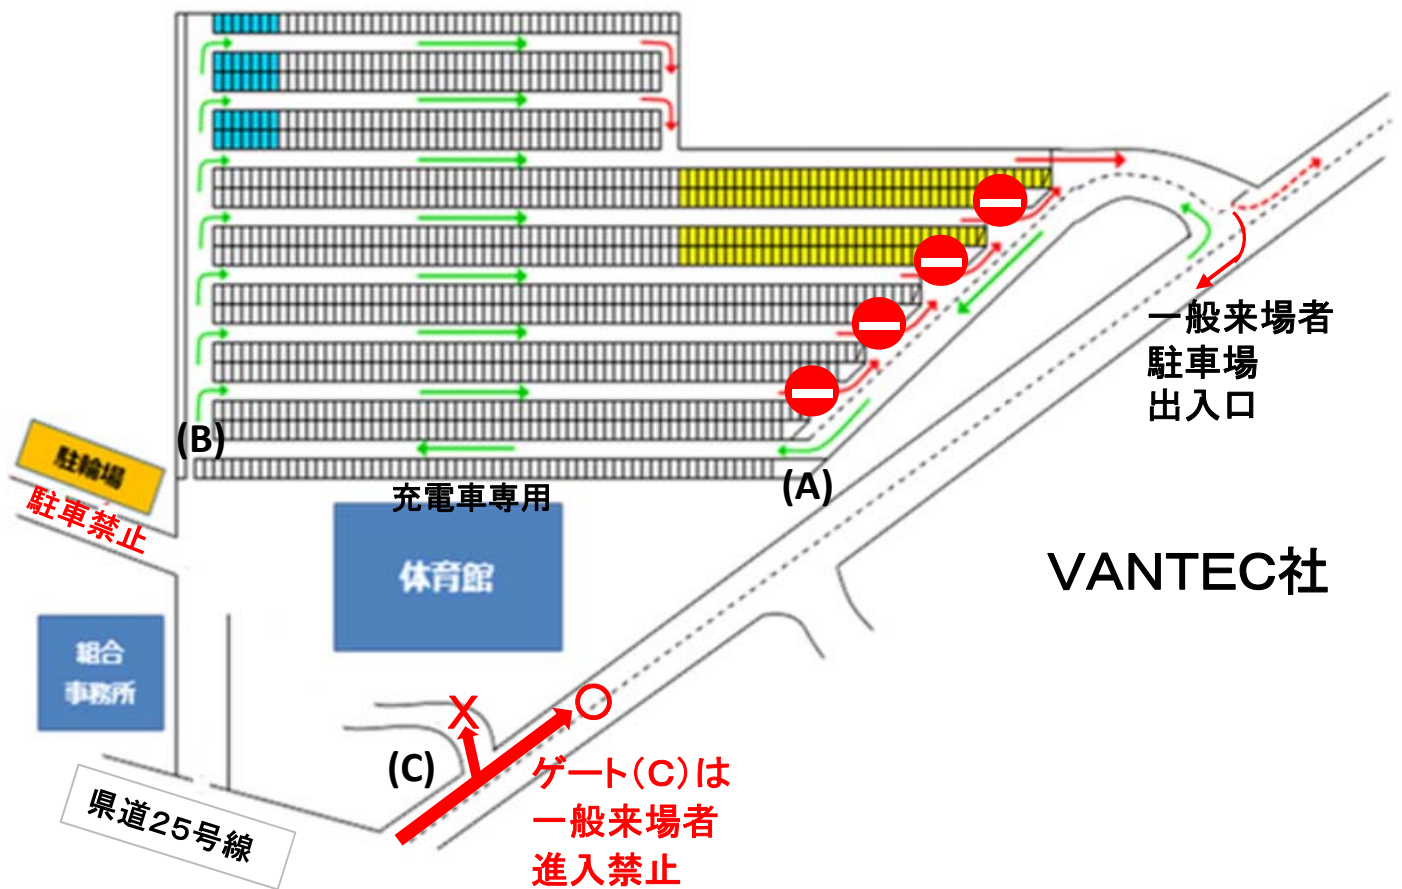 一般来場者
駐車場
出入口
(B)
駐輪場
駐車禁止
(A)
充電車専用
体育館
VANTEC社
組合
事務所
X
(C)
ゲート(C)は
一般来場者
進入禁止
県道25号線